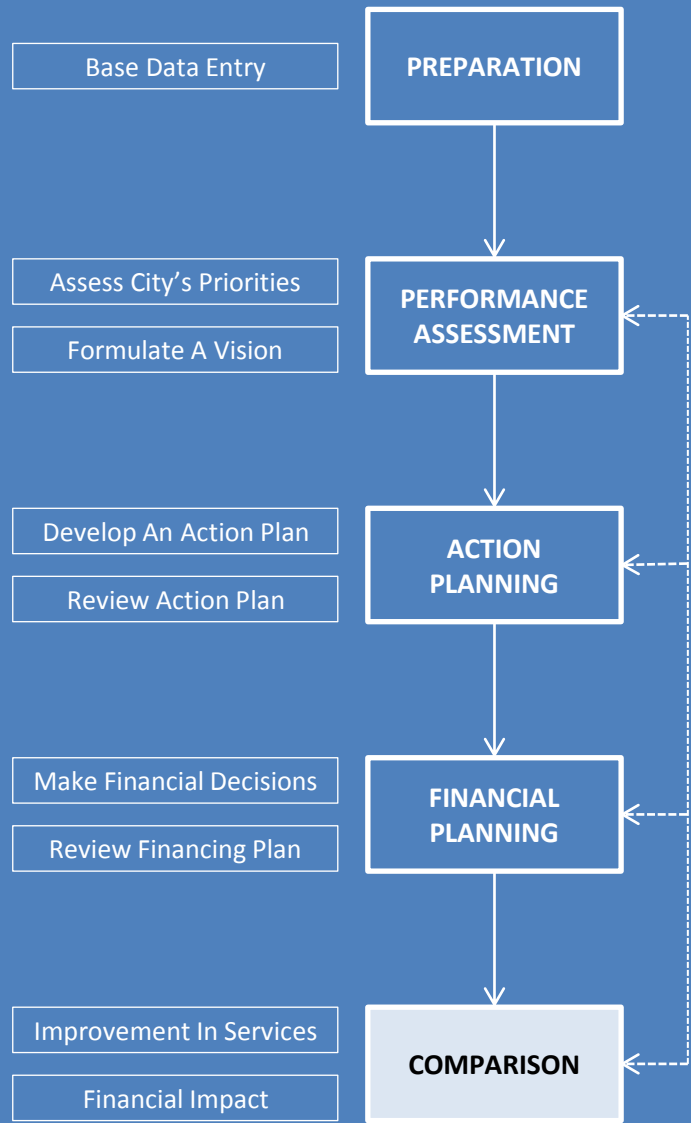 Base Data Entry
PREPARATION
Assess City’s Priorities
Formulate A Vision
PERFORMANCE
ASSESSMENT
Develop An Action Plan
Review Action Plan
ACTION
PLANNING
Make Financial Decisions
Review Financing Plan
FINANCIAL
PLANNING
Improvement In Services
Financial Impact
COMPARISON